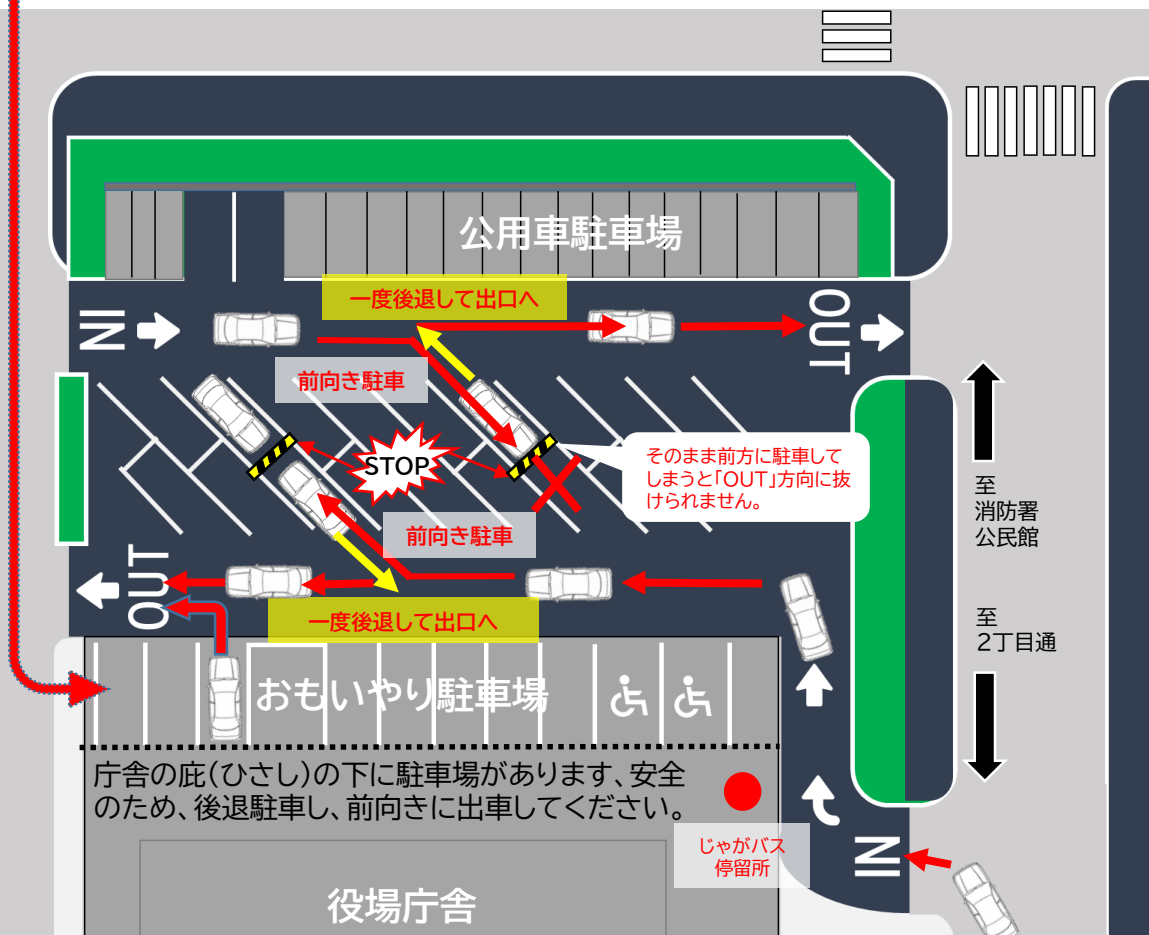 公用車駐車場
一度後退して出口へ
IN
OUT
前向き駐車
STOP
そのまま前方に駐車して
しまうと「OUT」方向に抜
けられません。
前向き駐車
至
消防署
公民館
OUT
一度後退して出口へ
至
2丁目通
おもいやり駐車場
庁舎の庇(ひさし)の下に駐車場があります、安全
のため、後退駐車し、前向きに出車してください。
じゃがバス
停留所
IN
役場庁舎